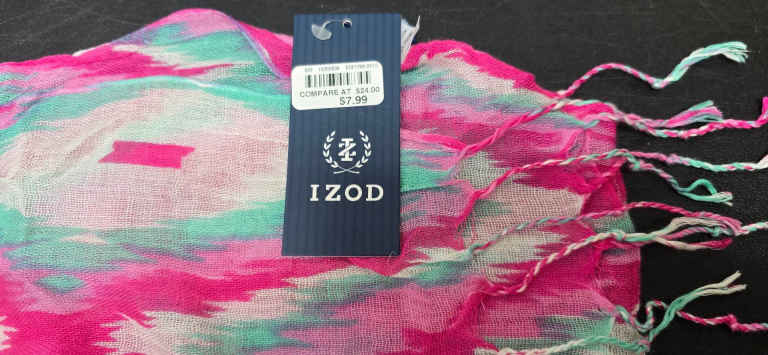 COMPARE AT $24.00
$7.99
IZOD